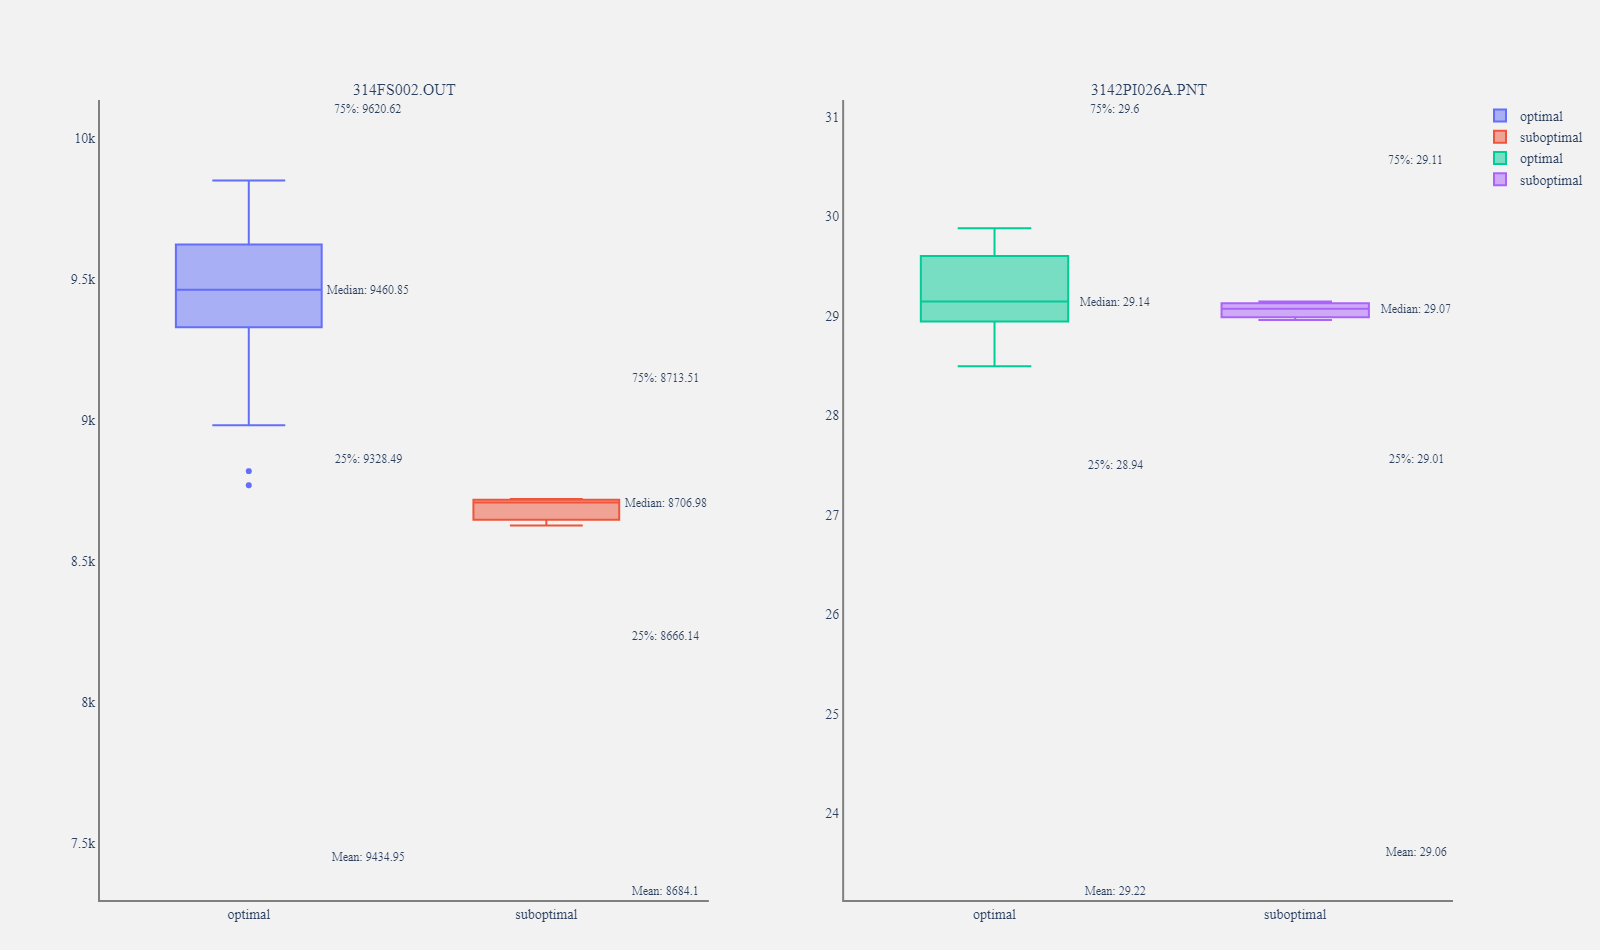 314FS002.OUT
75%: 9620.62
10k
9.5k
Median: 9460.85
75%: 8713.51
9k
25%: 9328.49
Median: 8706.98
8.5k
25%: 8666.14
8k
7.5k
Mean: 9434.95
Mean: 8684.1
optimal
suboptimal
3142PI026A.PNT
75%: 29.6
31
75%: 29.11
30
Median: 29.14
Median: 29.07
29
28
25%: 28.94
25%: 29.01
27
26
25
24
Mean: 29.06
Mean: 29.22
optimal
suboptimal
optimal
suboptimal
optimal
suboptimal